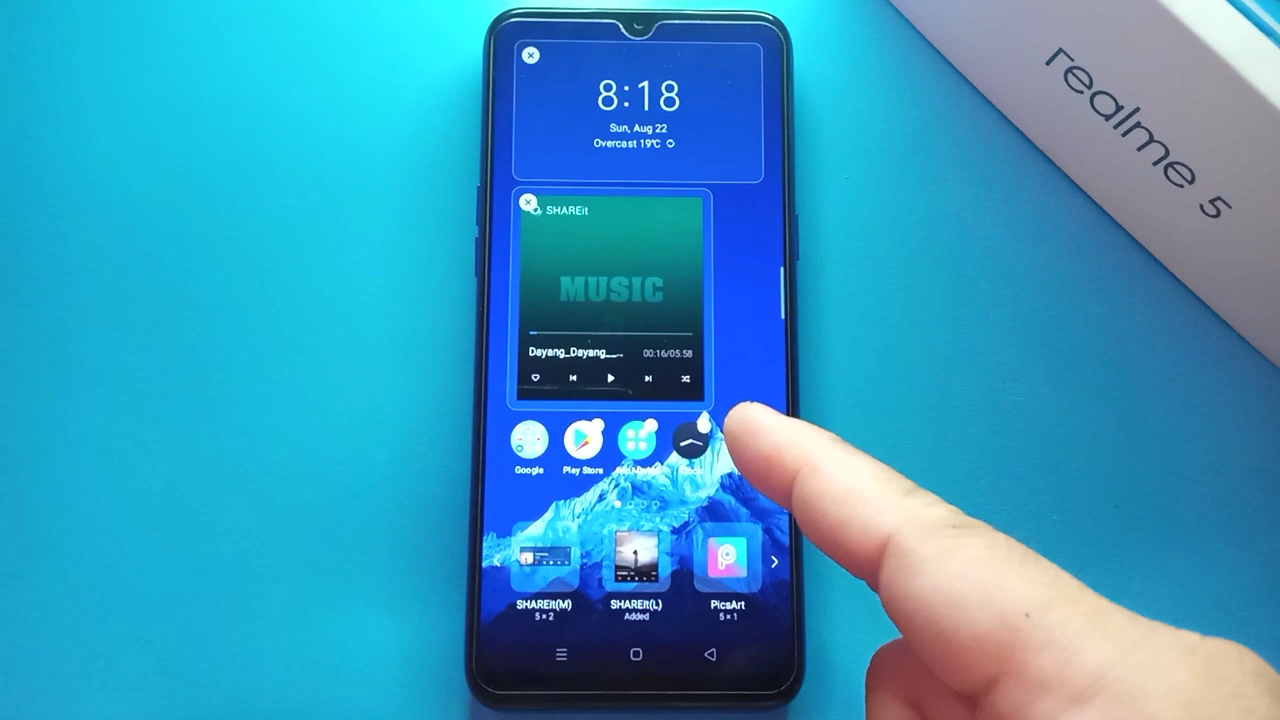 8:18
Sun, Aug 22
Overcast 19℃
SHAREit
MUSIC
Dayang_Dayang__...
00:16/05:58
Google
Play Store
SHAREit(M)
5 × 2
SHAREit(L)
Added
PicsArt
5 × 1
realme 5